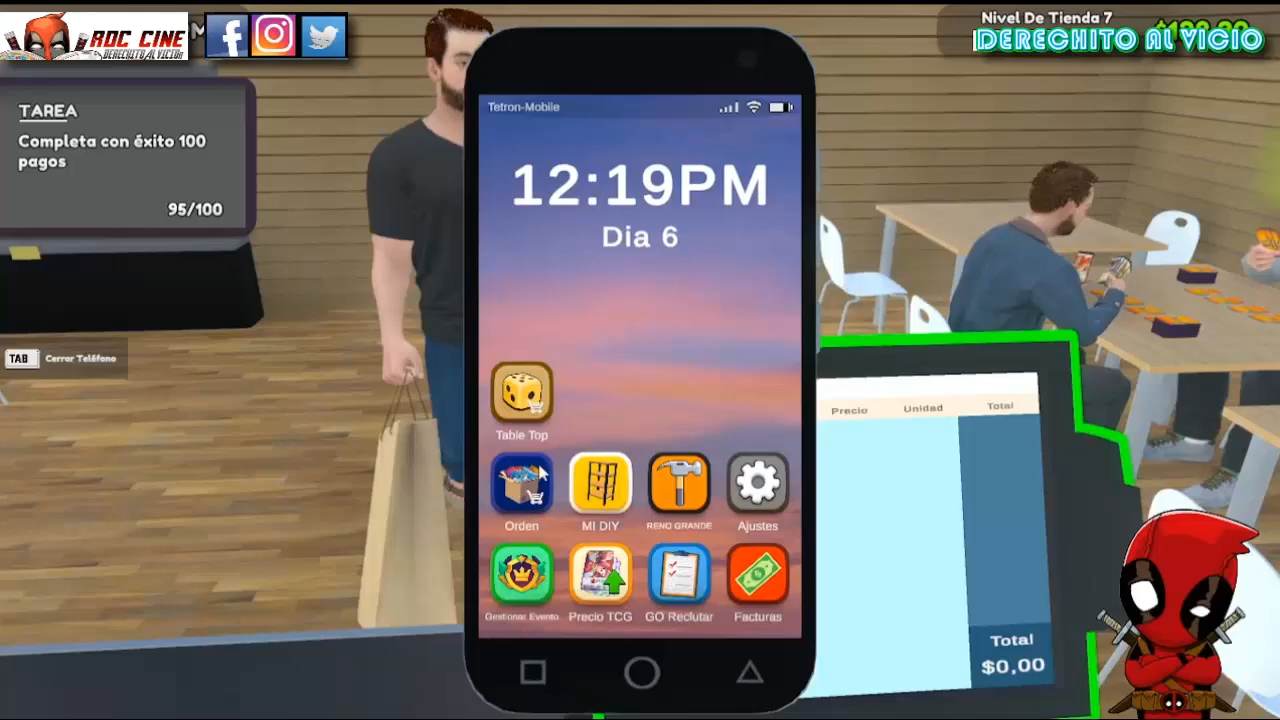 ROC CINE
DERECHITO AL VICIO
Nivel De Tienda 7
DERECHITO AL VICIO
TAREA
Completa con éxito 100
pagos
95/100
TAB Cerrar Teléfono
Tetron-Mobile
12:19PM
Dia 6
Table Top
Orden
MI DIY
RENO GRANDE
Ajustes
Gestionar Evento
Precio TCG
GO Reclutar
Facturas
Precio Unidad Total
Total
$0,00